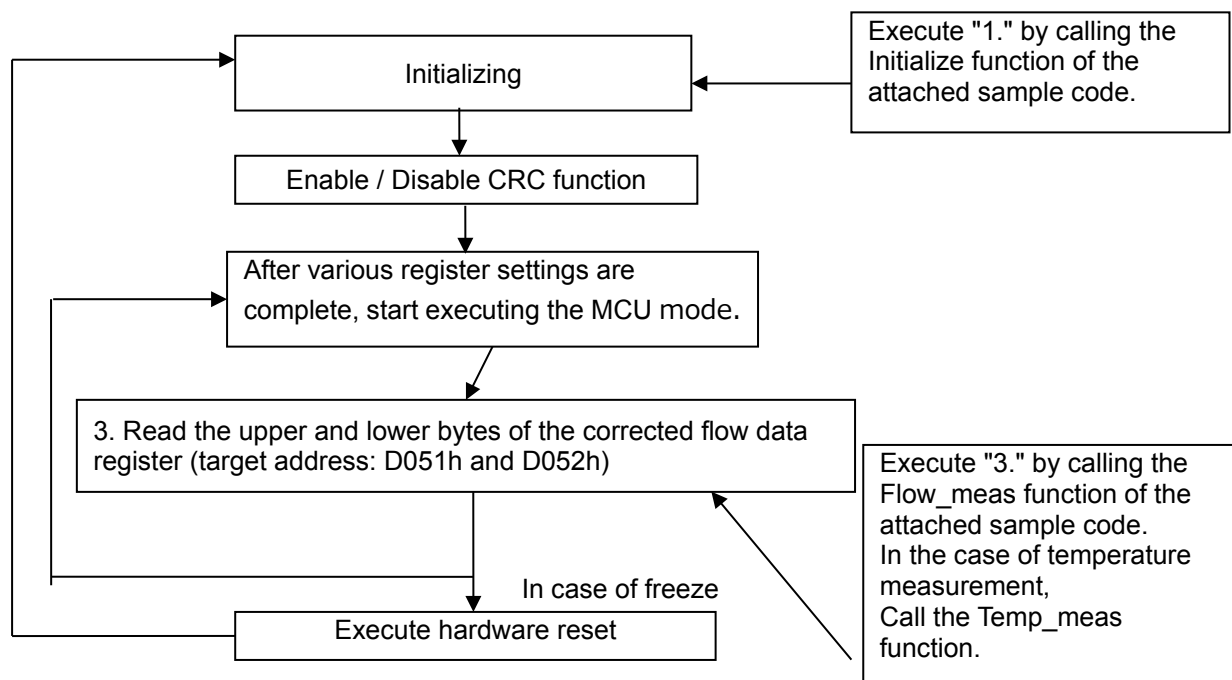 Execute "1." by calling the
Initialize function of the
attached sample code.
Initializing
Enable / Disable CRC function
After various register settings are
complete, start executing the MCU mode.
3. Read the upper and lower bytes of the corrected flow data
register (target address: D051h and D052h)
Execute "3." by calling the
Flow_meas function of the
attached sample code.
In the case of temperature
measurement,
Call the Temp_meas
function.
In case of freeze
Execute hardware reset